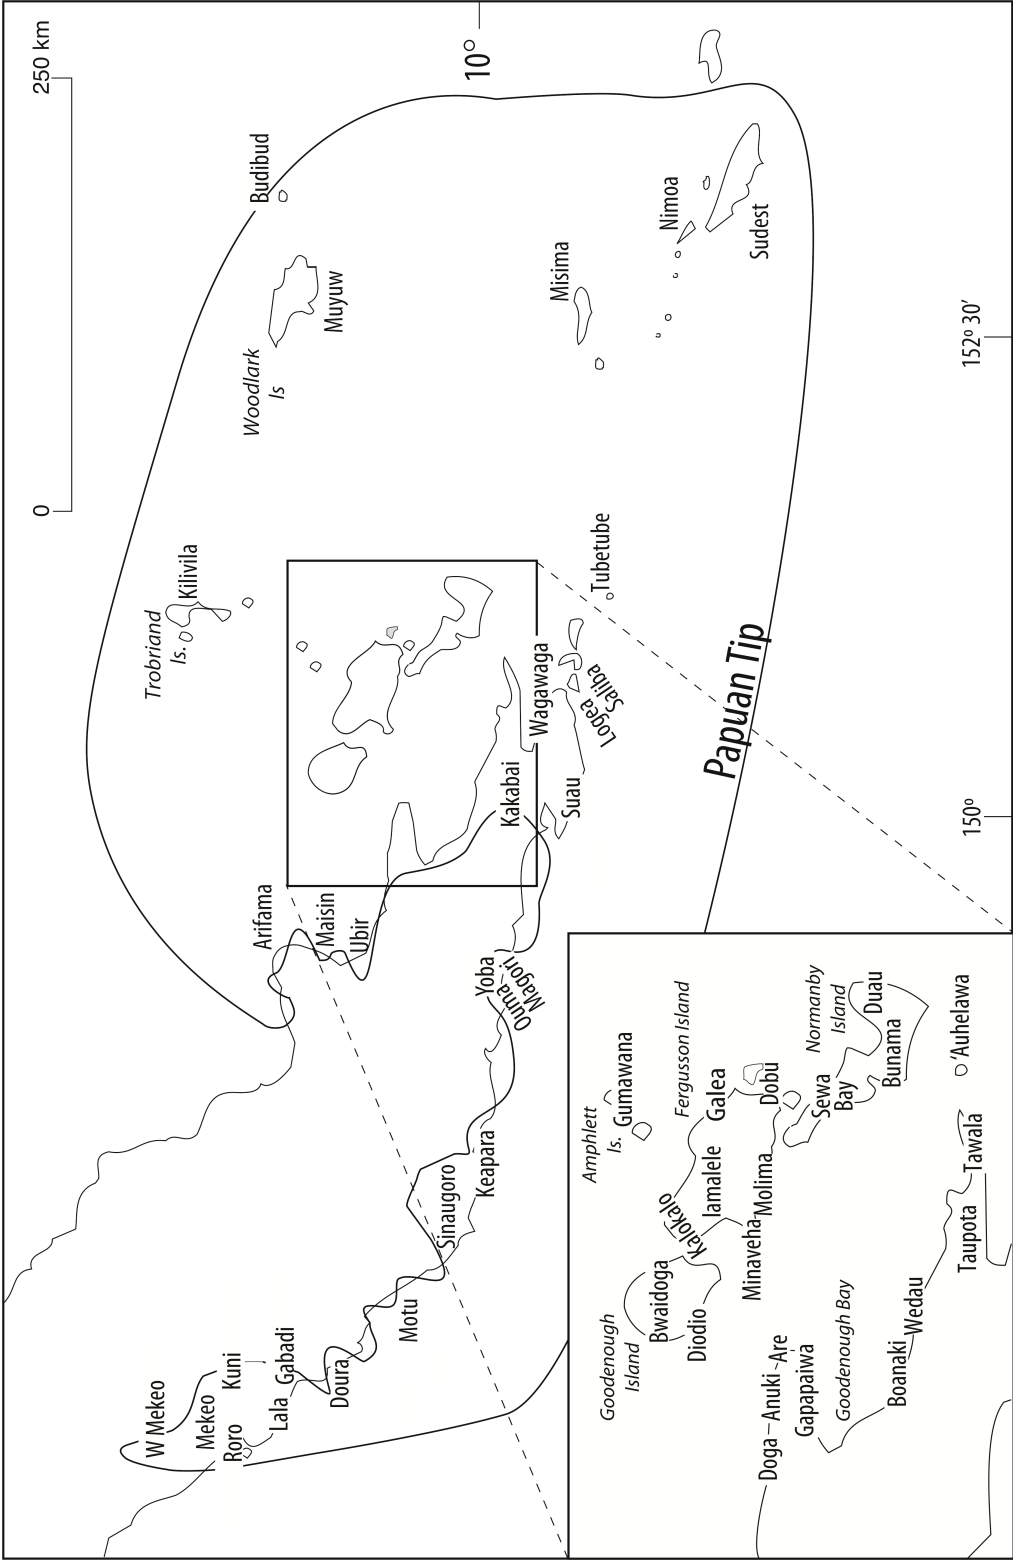 250 km
0
10°
152° 30'
150°
Budibud
Muyuw
Woodlark
Is
Nimoa
Misima
Sudest
Trobriand
Is.
Kilivila
Tubetube
Wagawaga
Logea
Saliba
Papuan Tip
Kakabai
Suau
Arifama
Maisin
Ubir
Yoba
Magori
Ouma
Keapara
Sinaugoro
Motu
W Mekeo
Kuni
Gabadi
Mekeo
Roro
Lala
Doura
Amphlett
Is.
Gumawana
Fergusson Island
Galea
Dobu
Normanby
Island
Duau
Sewa
Bay
Bunama
'Auhelawa
Kalokalo
Iamalele
Molima
Minaveha
Tawala
Taupota
Goodenough
Island
Bwaidoga
Diodio
Goodenough Bay
Wedau
Boanaki
Are
Gapapaiwa
Anuki
Doga